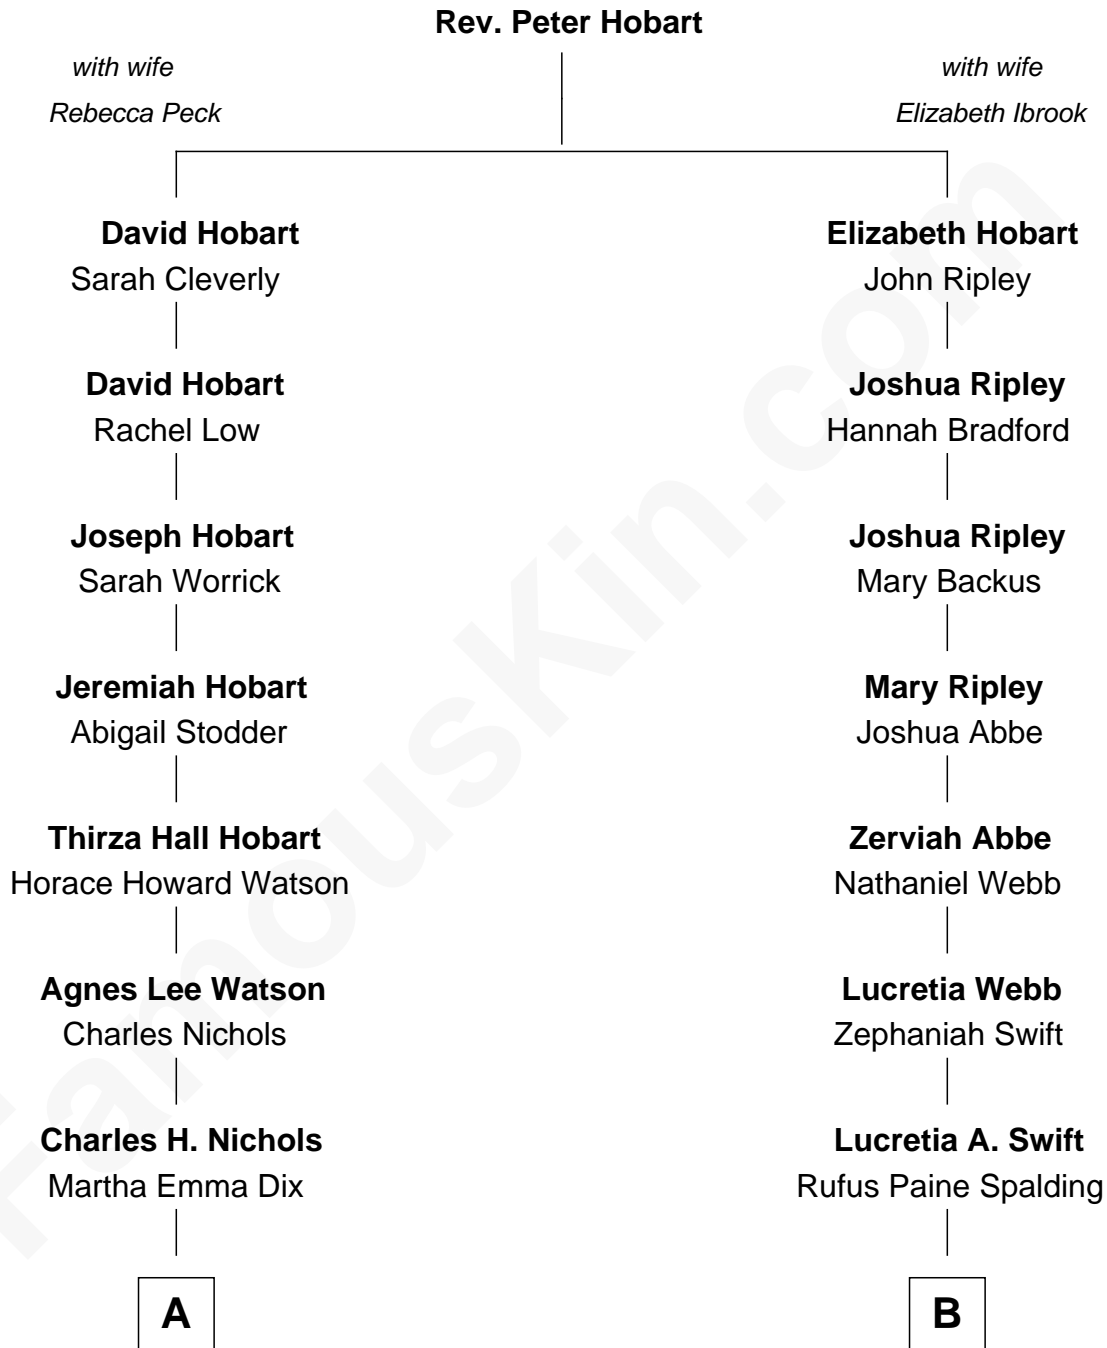 Rev. Peter Hobart
with wife
Rebecca Peck
with wife
Elizabeth Ibrook
David Hobart
Sarah Cleverly
Elizabeth Hobart
John Ripley
David Hobart
Rachel Low
Joshua Ripley
Hannah Bradford
Joseph Hobart
Sarah Worrick
Joshua Ripley
Mary Backus
Jeremiah Hobart
Abigail Stodder
Mary Ripley
Joshua Abbe
Thirza Hall Hobart
Horace Howard Watson
Zerviah Abbe
Nathaniel Webb
Agnes Lee Watson
Charles Nichols
Lucretia Webb
Zephaniah Swift
Charles H. Nichols
Martha Emma Dix
Lucretia A. Swift
Rufus Paine Spalding
A
B
FamousKin.com